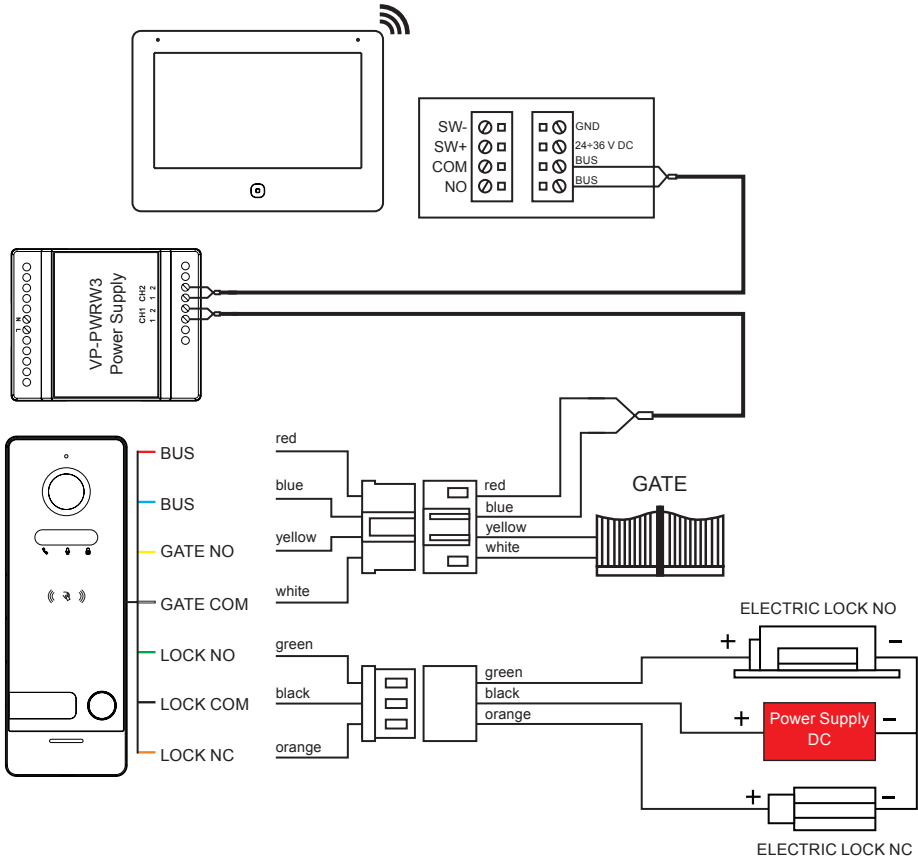 SW-
SW+
COM
NO
GND
24÷36 V DC
BUS
BUS
VP-PWRW3
Power Supply
N L
CH1 CH2
1 2 1 2
BUS
BUS
GATE NO
GATE COM
LOCK NO
LOCK COM
LOCK NC
red
blue
yellow
white
green
black
orange
red
blue
yellow
white
GATE
green
black
orange
ELECTRIC LOCK NO
+ −
Power Supply
DC
+ −
+ −
ELECTRIC LOCK NC